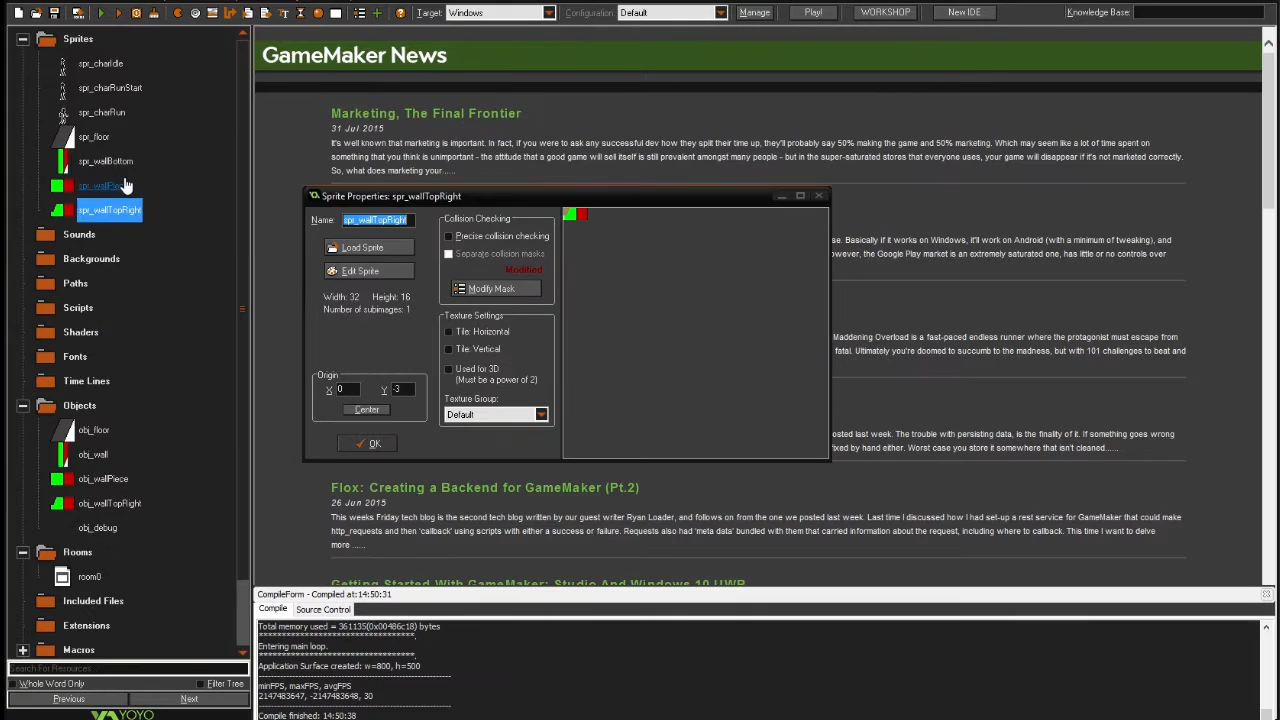 Target: Windows Configuration: Default Manage Play! WORKSHOP New IDE Knowledge Base:
Sprites
spr_charIdle
spr_charRunStart
spr_charRun
spr_floor
spr_wallBottom
spr_wallTopRight
Sounds
Backgrounds
Paths
Scripts
Shaders
Fonts
Time Lines
Objects
obj_floor
obj_wall
obj_wallPiece
obj_wallTopRight
obj_debug
Rooms
room0
Included Files
Extensions
Macros
Search For Resources
Whole Word Only Filter Tree
Previous Next
YOYO
GameMaker News
Marketing, The Final Frontier
31 Jul 2015
It's well known that marketing is important. In fact, if you were to ask any successful dev how they split their time up, they'll probably say 50% making the game and 50% marketing. Which may seem like a lot of time spent on
something that you think is unimportant - the attitude that a good game will sell itself is still prevalent amongst many people - but in the super-saturated stores that everyone uses, your game will disappear if it's not marketed correctly.
So, what does marketing your......
se. Basically if it works on Windows, it'll work on Android (with a minimum of tweaking), and
owever, the Google Play market is an extremely saturated one, has little or no controls over
Maddening Overload is a fast-paced endless runner where the protagonist must escape from
fatal. Ultimately you're doomed to succumb to the madness, but with 101 challenges to beat and
osted last week. The trouble with persisting data, is the finality of it. If something goes wrong
fixed by hand either. Worst case you store it somewhere that isn't cleaned......
Flox: Creating a Backend for GameMaker (Pt.2)
26 Jun 2015
This weeks Friday tech blog is the second tech blog written by our guest writer Ryan Loader, and follows on from the one we posted last week. Last time I discussed how I had set-up a rest service for GameMaker that could make
http_requests and then 'callback' using scripts with either a success or failure. Requests also had 'meta data' bundled with them that carried information about the request, including where to callback. This time I want to delve
more ......
Getting Started With GameMaker: Studio And Windows 10 UWP
Sprite Properties: spr_wallTopRight
Name: spr_wallTopRight
Load Sprite
Edit Sprite
Width: 32 Height: 16
Number of subimages: 1
Origin
X 0 Y -3
Center
OK
Collision Checking
Precise collision checking
Separate collision masks
Modified
Modify Mask
Texture Settings
Tile: Horizontal
Tile: Vertical
Used for 3D
(Must be a power of 2)
Texture Group:
Default
CompileForm - Compiled at:14:50:31
Compile Source Control
Total memory used = 361135(0x00486c18) bytes
**************************************.
Entering main loop.
**************************************.
Application Surface created: w=800, h=500
-------------------------------------------------
minFPS, maxFPS, avgFPS
2147483647, -2147483648, 30
-------------------------------------------------
Compile finished: 14:50:38